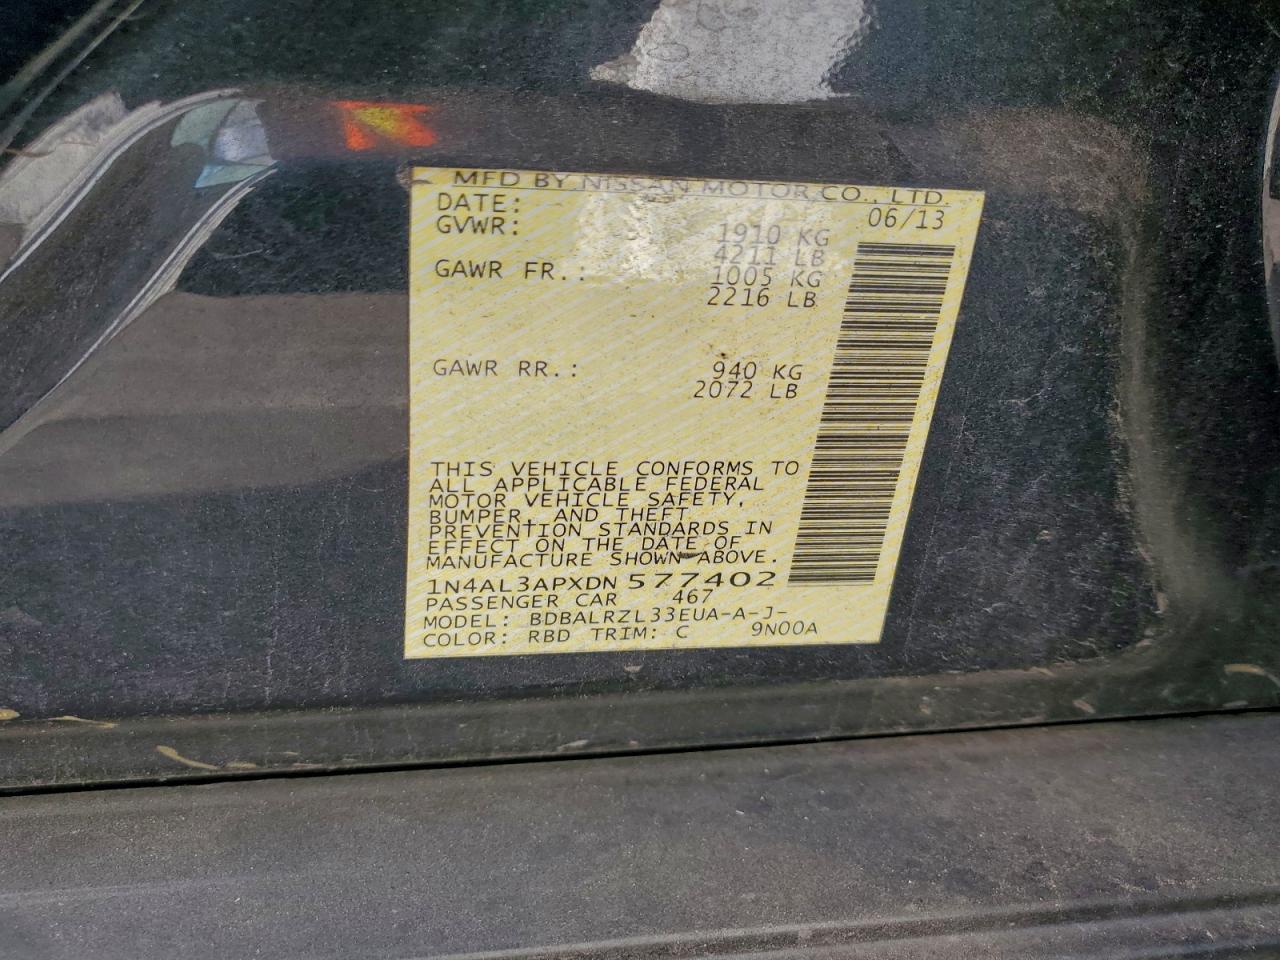 MFD BY NISSAN MOTOR CO., LTD.
DATE: 06/13
GVWR: 1910 KG
4211 LB
GAWR FR.: 1005 KG
2216 LB
GAWR RR.: 940 KG
2072 LB
THIS VEHICLE CONFORMS TO
ALL APPLICABLE FEDERAL
MOTOR VEHICLE SAFETY,
BUMPER, AND THEFT
PREVENTION STANDARDS IN
EFFECT ON THE DATE OF
MANUFACTURE SHOWN ABOVE.
1N4AL3APXDN 577402
PASSENGER CAR 467
MODEL: BDBALRZL33EUA-A-J-
COLOR: RBD TRIM: C 9N00A